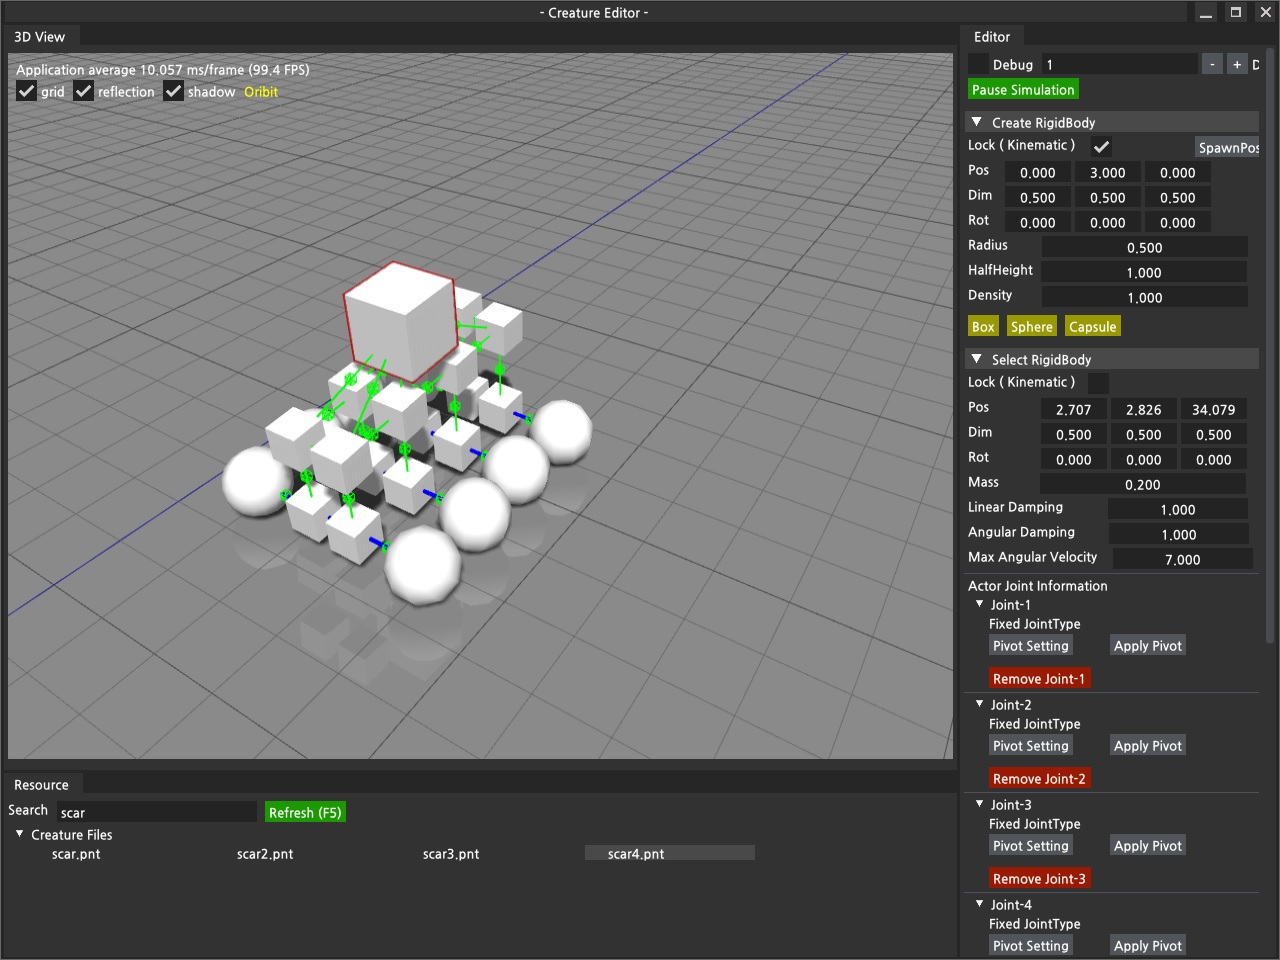 - Creature Editor -
3D View
Application average 10.057 ms/frame (99.4 FPS)
grid reflection shadow Oribit
Editor
Debug 1 - + D
Pause Simulation
Create RigidBody
Lock ( Kinematic ) SpawnPos
Pos 0.000 3.000 0.000
Dim 0.500 0.500 0.500
Rot 0.000 0.000 0.000
Radius 0.500
HalfHeight 1.000
Density 1.000
Box Sphere Capsule
Select RigidBody
Lock ( Kinematic )
Pos 2.707 2.826 34.079
Dim 0.500 0.500 0.500
Rot 0.000 0.000 0.000
Mass 0.200
Linear Damping 1.000
Angular Damping 1.000
Max Angular Velocity 7.000
Actor Joint Information
Joint-1
Fixed JointType
Pivot Setting Apply Pivot
Remove Joint-1
Joint-2
Fixed JointType
Pivot Setting Apply Pivot
Remove Joint-2
Joint-3
Fixed JointType
Pivot Setting Apply Pivot
Remove Joint-3
Joint-4
Fixed JointType
Pivot Setting Apply Pivot
Resource
Search scar Refresh (F5)
Creature Files
scar.pnt scar2.pnt scar3.pnt scar4.pnt